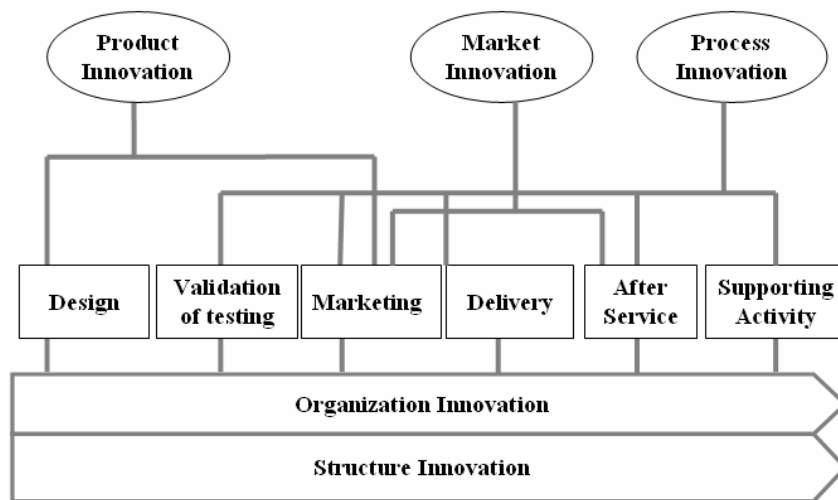 Product
Innovation
Market
Innovation
Process
Innovation
Design
Validation
of testing
Marketing
Delivery
After
Service
Supporting
Activity
Organization Innovation
Structure Innovation